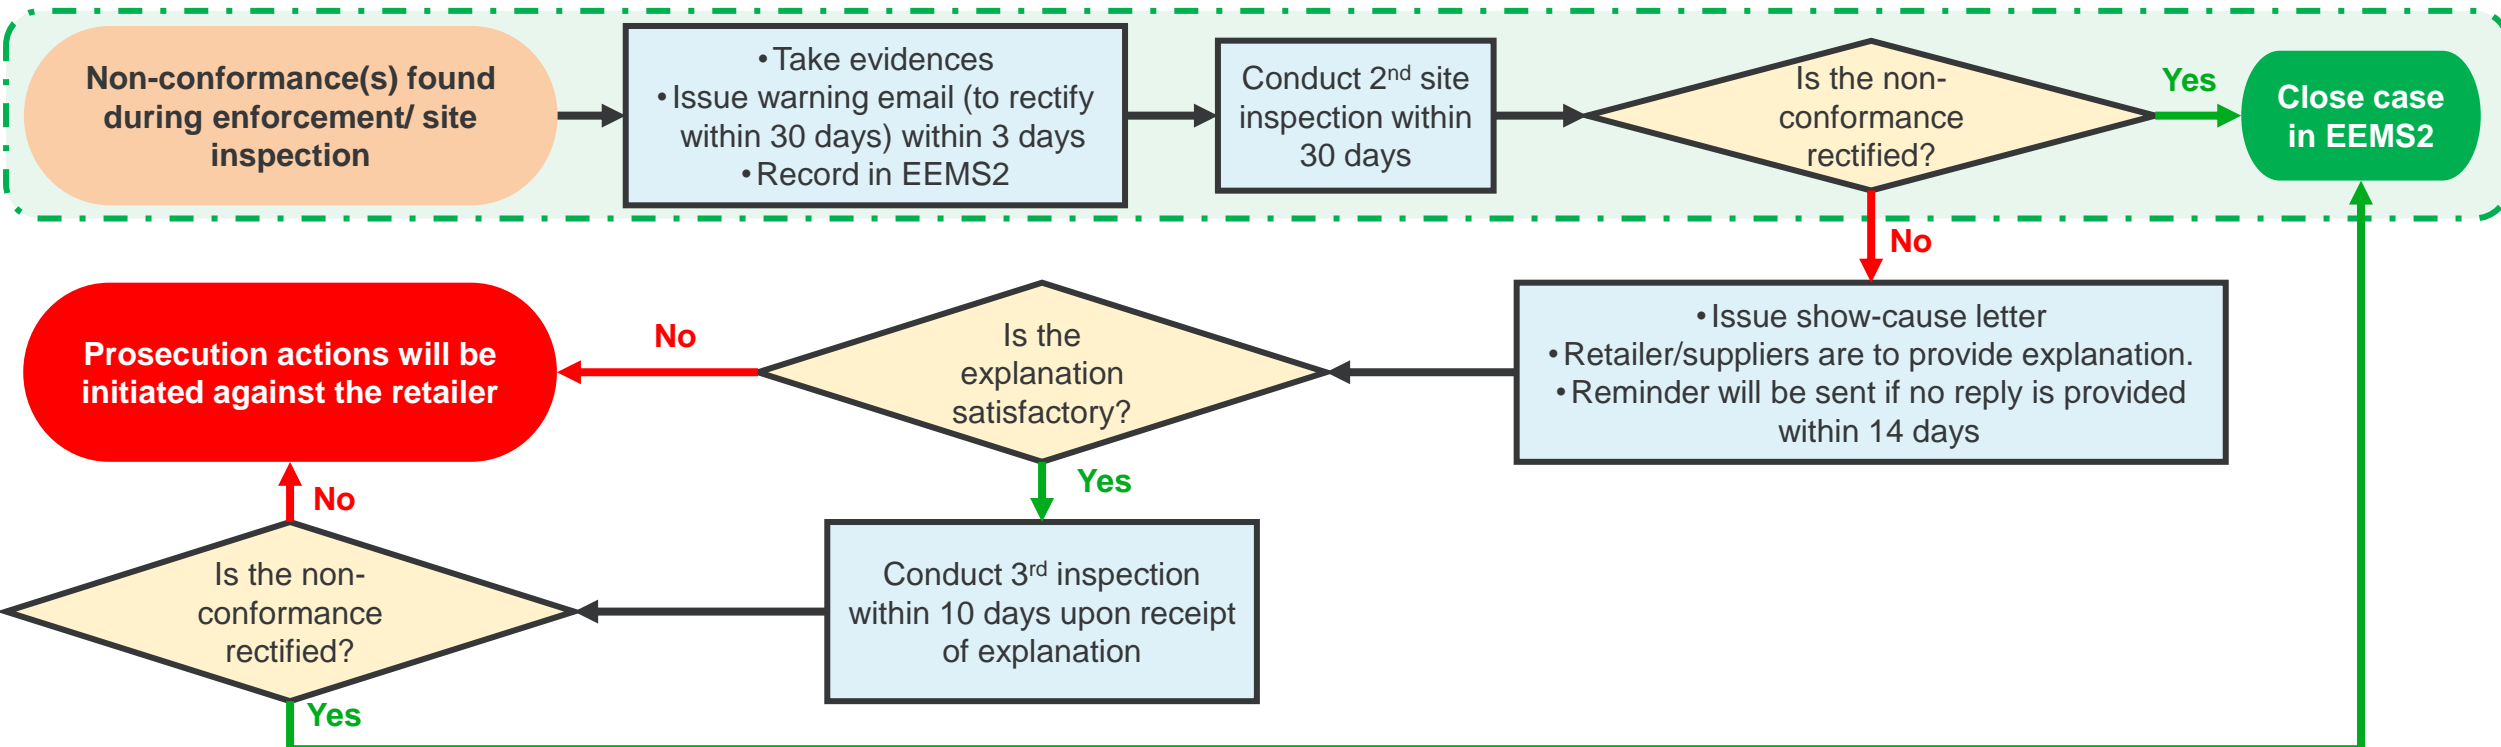 Non-conformance(s) found
during enforcement/ site
inspection
•Take evidences
•Issue warning email (to rectify
within 30 days) within 3 days
•Record in EEMS2
Conduct 2nd site
inspection within
30 days
Is the non-
conformance
rectified?
Yes
Close case
in EEMS2
No
Prosecution actions will be
initiated against the retailer
No
Is the
explanation
satisfactory?
•Issue show-cause letter
•Retailer/suppliers are to provide explanation.
•Reminder will be sent if no reply is provided
within 14 days
Yes
No
Is the non-
conformance
rectified?
Conduct 3rd inspection
within 10 days upon receipt
of explanation
Yes